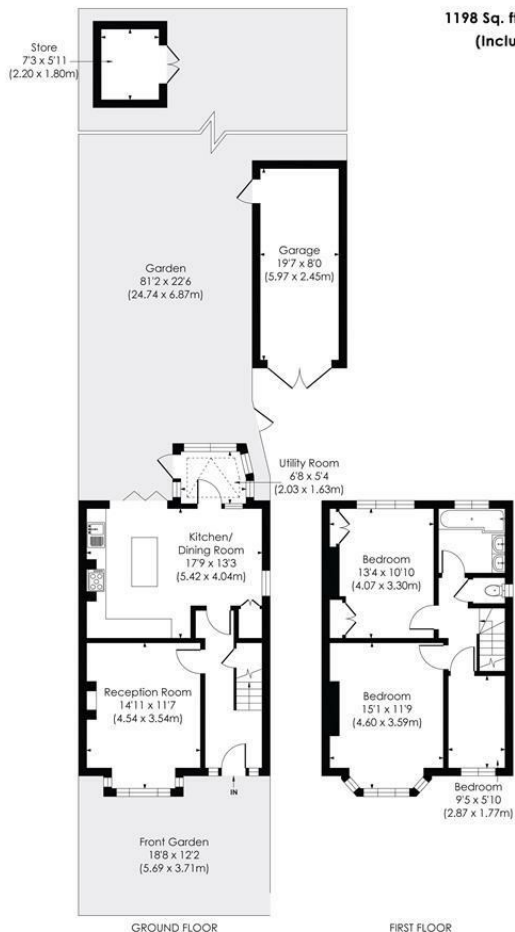 1198 Sq. ft
(Inclu
Store
7'3 x 5'11
(2.20 x 1.80m)
Garage
19'7 x 8'0
(5.97 x 2.45m)
Garden
81'2 x 22'6
(24.74 x 6.87m)
Utility Room
6'8 x 5'4
(2.03 x 1.63m)
Kitchen/
Dining Room
17'9 x 13'3
(5.42 x 4.04m)
Bedroom
13'4 x 10'10
(4.07 x 3.30m)
Reception Room
14'11 x 11'7
(4.54 x 3.54m)
Bedroom
15'1 x 11'9
(4.60 x 3.59m)
Bedroom
9'5 x 5'10
(2.87 x 1.77m)
IN
Front Garden
18'8 x 12'2
(5.69 x 3.71m)
GROUND FLOOR
FIRST FLOOR